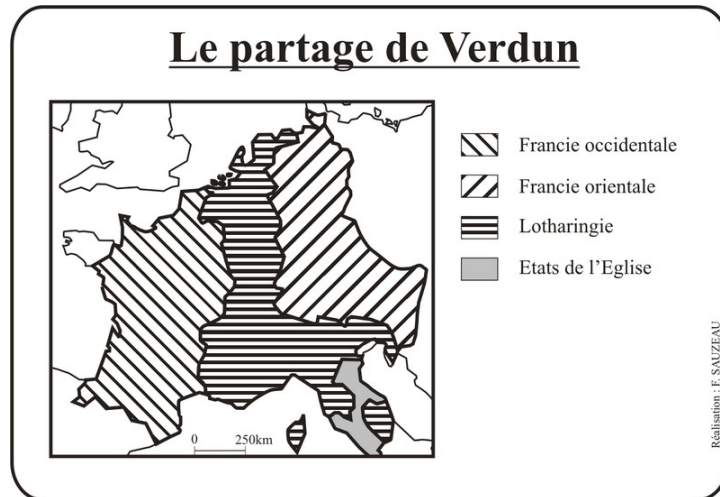 Le partage de Verdun
Francie occidentale
Francie orientale
Lotharingie
Etats de l'Eglise
0 250km
Réalisation : F. SAUZEAU